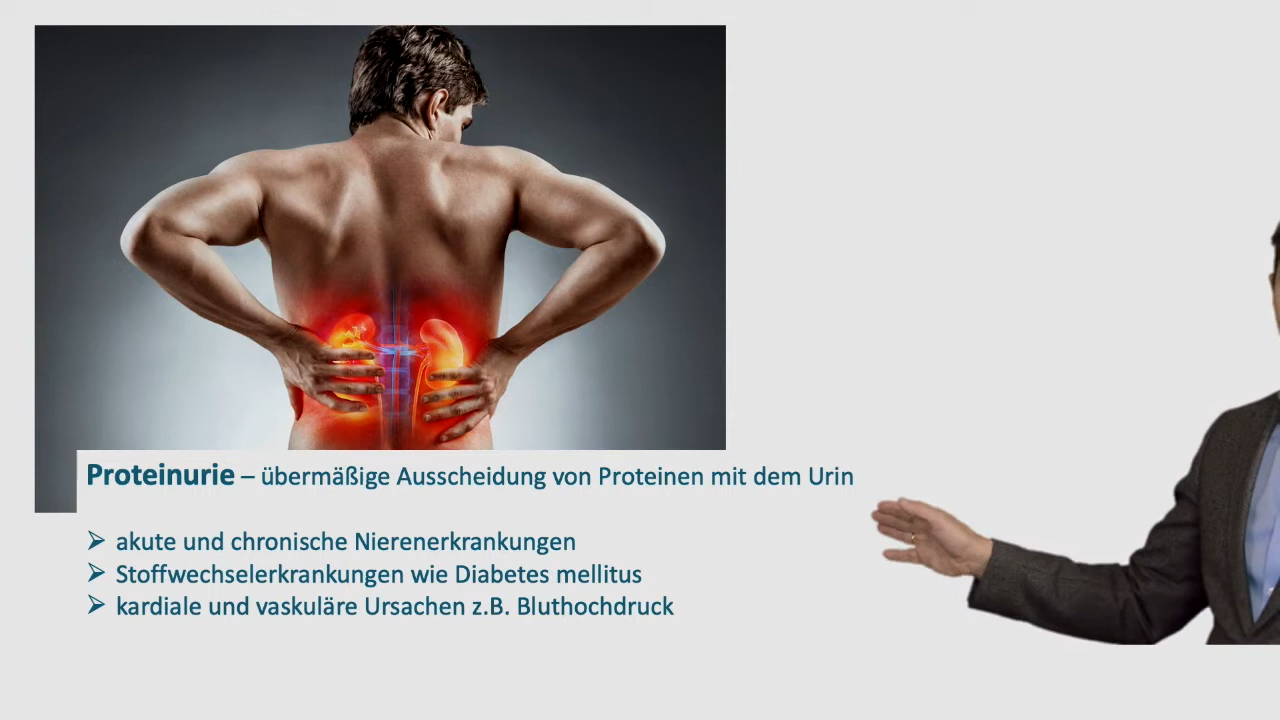 Proteinurie – übermäßige Ausscheidung von Proteinen mit dem Urin
➢ akute und chronische Nierenerkrankungen
➢ Stoffwechselerkrankungen wie Diabetes mellitus
➢ kardiale und vaskuläre Ursachen z.B. Bluthochdruck